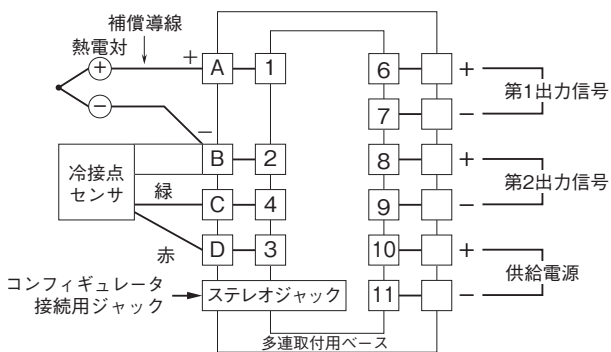 補償導線
熱電対
+
+
−
−
冷接点
センサ
緑
赤
A
1
B
2
C
4
D
3
コンフィギュレータ
接続用ジャック
ステレオジャック
6
+
7
−
第1出力信号
8
+
9
−
第2出力信号
10
+
11
−
供給電源
多連取付用ベース